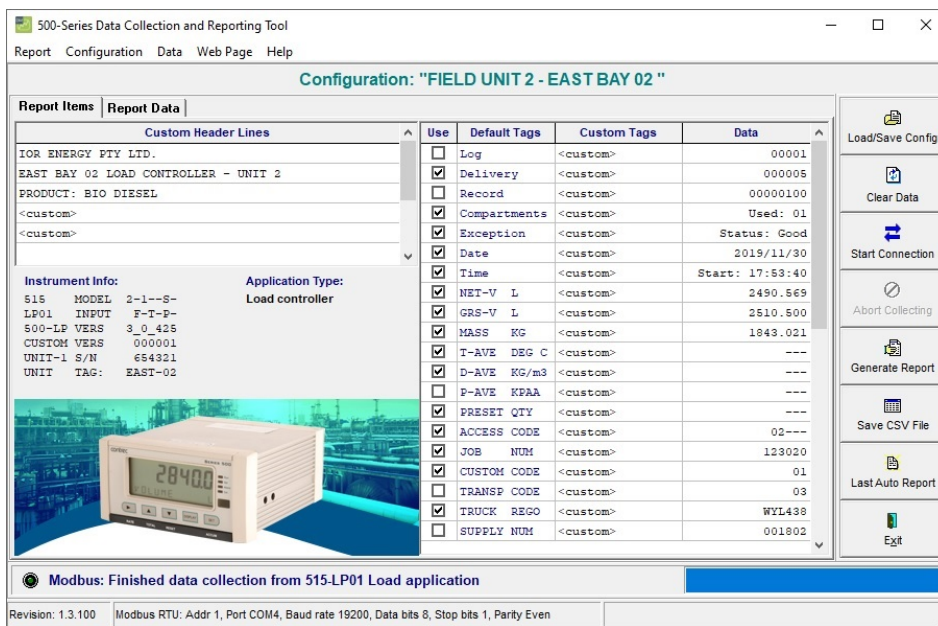 500-Series Data Collection and Reporting Tool
Report Configuration Data Web Page Help
Configuration: "FIELD UNIT 2 - EAST BAY 02 "
Report Items Report Data
Custom Header Lines
IOR ENERGY PTY LTD.
EAST BAY 02 LOAD CONTROLLER - UNIT 2
PRODUCT: BIO DIESEL
<custom>
<custom>
Instrument Info:
515 MODEL 2-1--S-
LP01 INPUT F-T-P-
500-LP VERS 3_0_425
CUSTOM VERS 000001
UNIT-1 S/N 654321
UNIT TAG: EAST-02
Application Type:
Load controller
28400
VOLUME
Use Default Tags Custom Tags Data
Log <custom> 00001
Delivery <custom> 000005
Record <custom> 00000100
Compartments <custom> Used: 01
Exception <custom> Status: Good
Date <custom> 2019/11/30
Time <custom> Start: 17:53:40
NET-V L <custom> 2490.569
GRS-V L <custom> 2510.500
MASS KG <custom> 1843.021
T-AVE DEG C <custom> ---
D-AVE KG/m3 <custom> ---
P-AVE KPAA <custom> ---
PRESET QTY <custom> ---
ACCESS CODE <custom> 02---
JOB NUM <custom> 123020
CUSTOM CODE <custom> 01
TRANSP CODE <custom> 03
TRUCK REGO <custom> WYL438
SUPPLY NUM <custom> 001802
Load/Save Config
Clear Data
Start Connection
Abort Collecting
Generate Report
Save CSV File
Last Auto Report
Exit
Modbus: Finished data collection from 515-LP01 Load application
Revision: 1.3.100 Modbus RTU: Addr 1, Port COM4, Baud rate 19200, Data bits 8, Stop bits 1, Parity Even